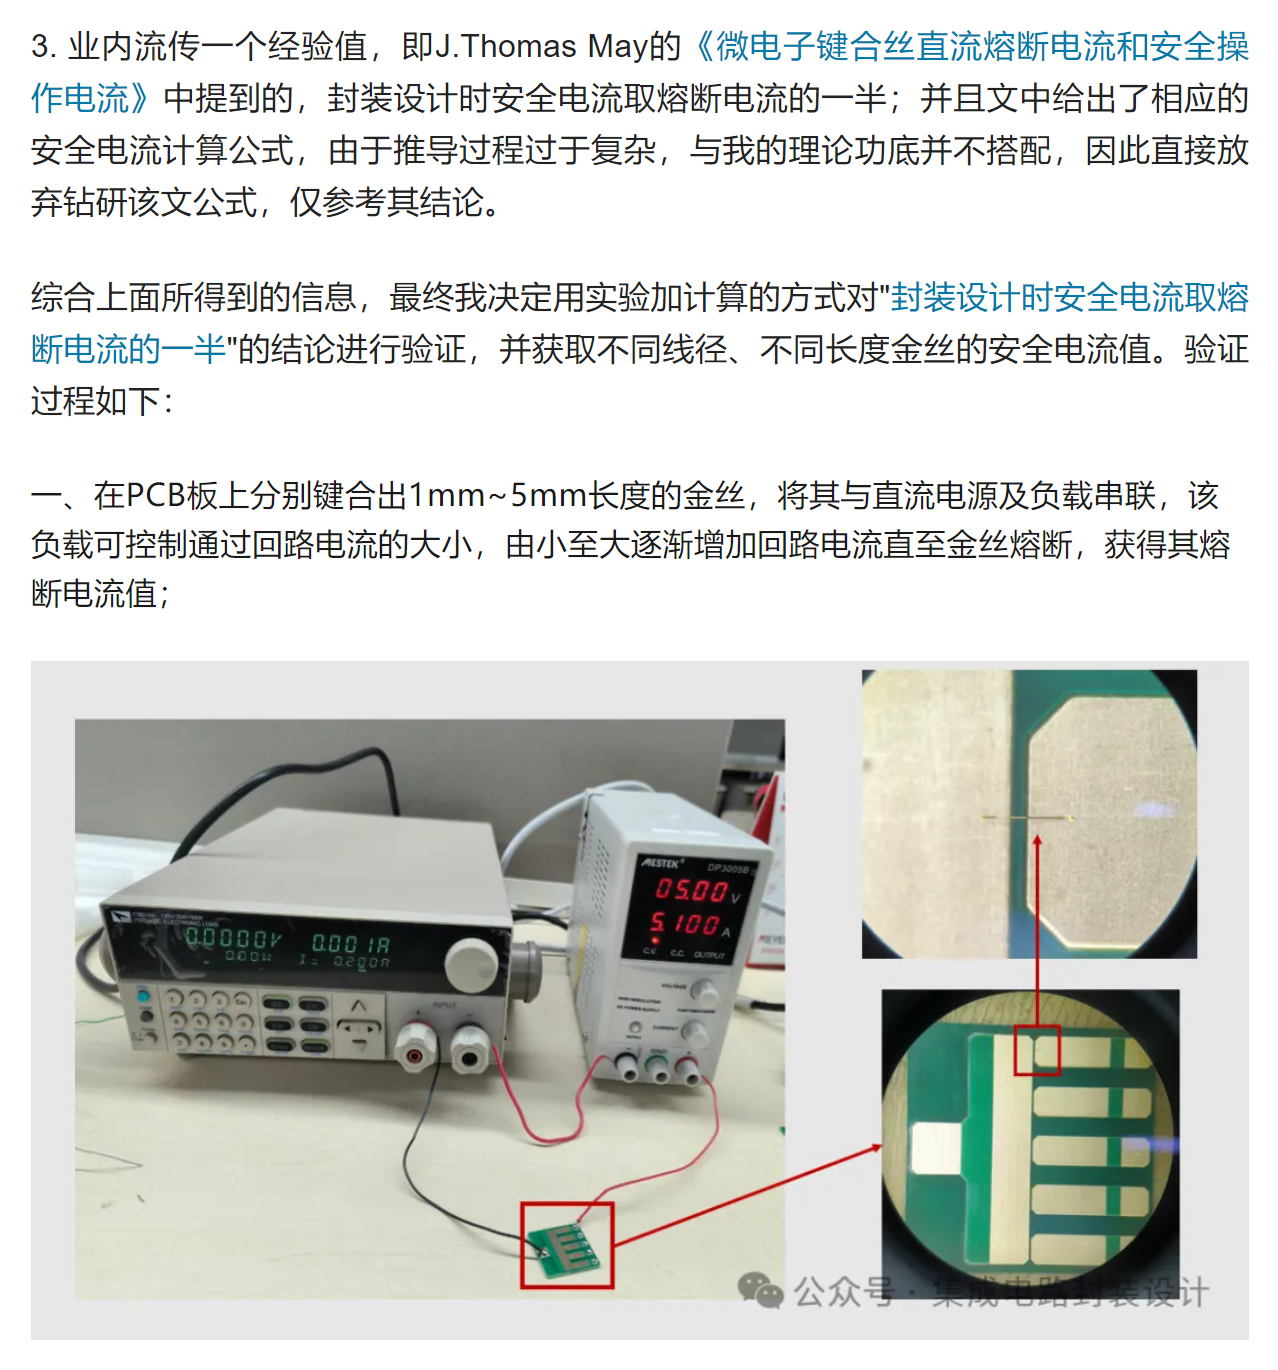 3. 业内流传一个经验值，即J.Thomas May的《微电子键合丝直流熔断电流和安全操
作电流》中提到的，封装设计时安全电流取熔断电流的一半；并且文中给出了相应的
安全电流计算公式，由于推导过程过于复杂，与我的理论功底并不搭配，因此直接放
弃钻研该文公式，仅参考其结论。
综合上面所得到的信息，最终我决定用实验加计算的方式对"封装设计时安全电流取熔
断电流的一半"的结论进行验证，并获取不同线径、不同长度金丝的安全电流值。验证
过程如下：
一、在PCB板上分别键合出1mm~5mm长度的金丝，将其与直流电源及负载串联，该
负载可控制通过回路电流的大小，由小至大逐渐增加回路电流直至金丝熔断，获得其熔
断电流值；
MESTEK DP3005B
05.00 V
5.100 A
C.V. C.C. OUTPUT
VOLTAGE
CURRENT
0.0000V 0.001A
0.00W I= 0.200A
INPUT
公众号 · 集成电路封装设计